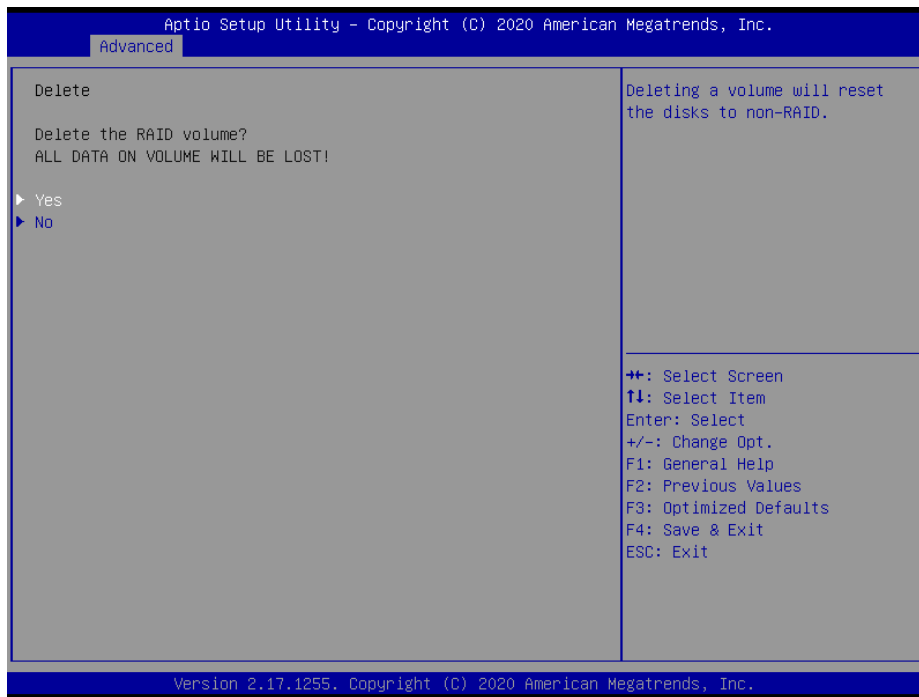 Aptio Setup Utility – Copyright (C) 2020 American Megatrends, Inc.
Advanced
Delete
Delete the RAID volume?
ALL DATA ON VOLUME WILL BE LOST!
▶ Yes
▶ No
Deleting a volume will reset
the disks to non-RAID.
→←: Select Screen
↑↓: Select Item
Enter: Select
+/-: Change Opt.
F1: General Help
F2: Previous Values
F3: Optimized Defaults
F4: Save & Exit
ESC: Exit
Version 2.17.1255. Copyright (C) 2020 American Megatrends, Inc.